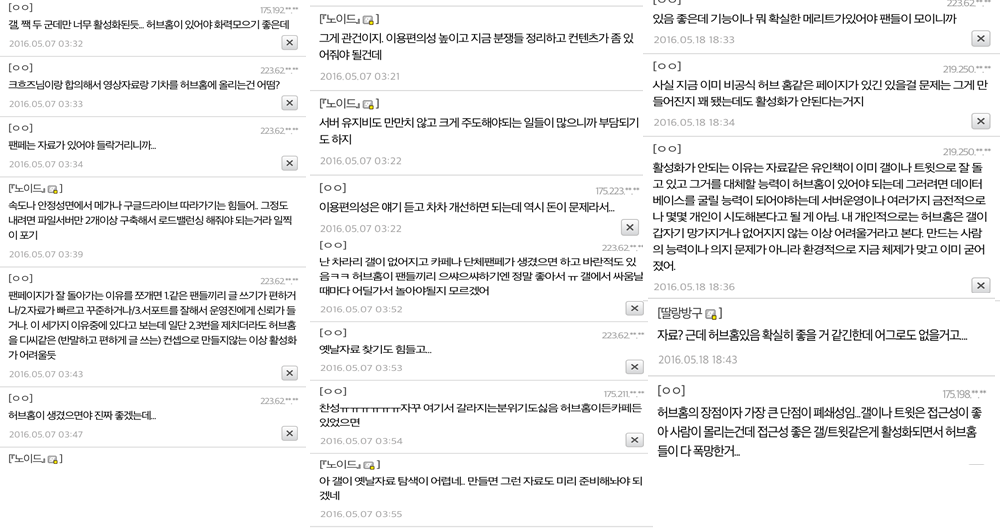 [ㅇㅇ]
175.192.**.**
갤, 짹 두 군데만 너무 활성화된듯... 허브홈이 있어야 화력모으기 좋은데
2016.05.07 03:32
[ㅇㅇ]
223.62.**.**
크흐즈님이랑 합의해서 영상자료랑 기차를 허브홈에 올리는건 어떰?
2016.05.07 03:33
[ㅇㅇ]
223.62.**.**
팬페는 자료가 있어야 들락거리니까...
2016.05.07 03:34
[『노이드』]
속도나 안정성면에서 메가나 구글드라이브 따라가기는 힘들어.. 그정도
내려면 파일서버만 2개이상 구축해서 로드밸런싱 해줘야 되는거라 일찍
이 포기
2016.05.07 03:39
[ㅇㅇ]
223.62.**.**
팬페이지가 잘 돌아가는 이유를 쪼개면 1.같은 팬들끼리 글 쓰기가 편하
거나/2.자료가 빠르고 꾸준하거나/3.서포트를 잘해서 운영진에게 신뢰가 들
거나. 이 세가지 이유중에 있다고 보는데 일단 2,3번을 제치더라도 허브홈
을 디씨같은 (반말하고 편하게 글 쓰는) 컨셉으로 만들지않는 이상 활성화
가 어려울듯
2016.05.07 03:43
[ㅇㅇ]
223.62.**.**
허브홈이 생겼으면야 진짜 좋겠는데...
2016.05.07 03:47
[『노이드』]
[『노이드』]
그게 관건이지. 이용편의성 높이고 지금 분쟁들 정리하고 컨텐츠가 좀 있
어줘야 될건데
2016.05.07 03:21
[『노이드』]
서버 유지비도 만만치 않고 크게 주도해야되는 일들이 많으니까 부담되기
도 하지
2016.05.07 03:22
[ㅇㅇ]
175.223.**.**
이용편의성은 얘기 듣고 차차 개선하면 되는데 역시 돈이 문제라서...
2016.05.07 03:22
[ㅇㅇ]
223.62.**.**
난 차라리 갤이 없어지고 카페나 단체팬페가 생겼으면 하고 바란적도 있
음ㅋㅋ 허브홈이 팬들끼리 으쌰으쌰하기엔 정말 좋아서 ㅠ 갤에서 싸움날
때마다 어딜가서 놀아야될지 모르겠어
2016.05.07 03:52
[ㅇㅇ]
223.62.**.**
옛날자료 찾기도 힘들고...
2016.05.07 03:53
[ㅇㅇ]
175.211.**.**
찬성ㅠㅠㅠㅠㅠㅠ자꾸 여기서 갈라지는분위기도싫음 허브홈이든카페든
있었으면
2016.05.07 03:54
[『노이드』]
아 갤이 옛날자료 탐색이 어렵네.. 만들면 그런 자료도 미리 준비해놔야 되
겠네
2016.05.07 03:55
[ㅇㅇ]
223.62.**.**
있음 좋은데 기능이나 뭐 확실한 메리트가있어야 팬들이 모이니까
2016.05.18 18:33
[ㅇㅇ]
219.250.**.**
사실 지금 이미 비공식 허브 홈같은 페이지가 있긴 있을걸 문제는 그게 만
들어진지 꽤 됐는데도 활성화가 안된다는거지
2016.05.18 18:34
[ㅇㅇ]
219.250.**.**
활성화가 안되는 이유는 자료같은 유인책이 이미 갤이나 트윗으로 잘 돌
고 있고 그거를 대체할 능력이 허브홈이 있어야 되는데 그러려면 데이터
베이스를 굴릴 능력이 되어야하는데 서버운영이나 여러가지 금전적으로
나 몇몇 개인이 시도해본다고 될 게 아님. 내 개인적으로는 허브홈은 갤이
갑자기 망가지거나 없어지지 않는 이상 어려울거라고 본다. 만드는 사람
의 능력이나 의지 문제가 아니라 환경적으로 지금 체제가 맞고 이미 굳어
졌어.
2016.05.18 18:36
[딸랑방구]
자료? 근데 허브홈있음 확실히 좋을 거 같긴한데 어그로도 없을거고....
2016.05.18 18:43
[ㅇㅇ]
175.198.**.**
허브홈의 장점이자 가장 큰 단점이 폐쇄성임...갤이나 트윗은 접근성이 좋
아 사람이 몰리는건데 접근성 좋은 갤/트윗같은게 활성화되면서 허브홈
들이 다 폭망한거...